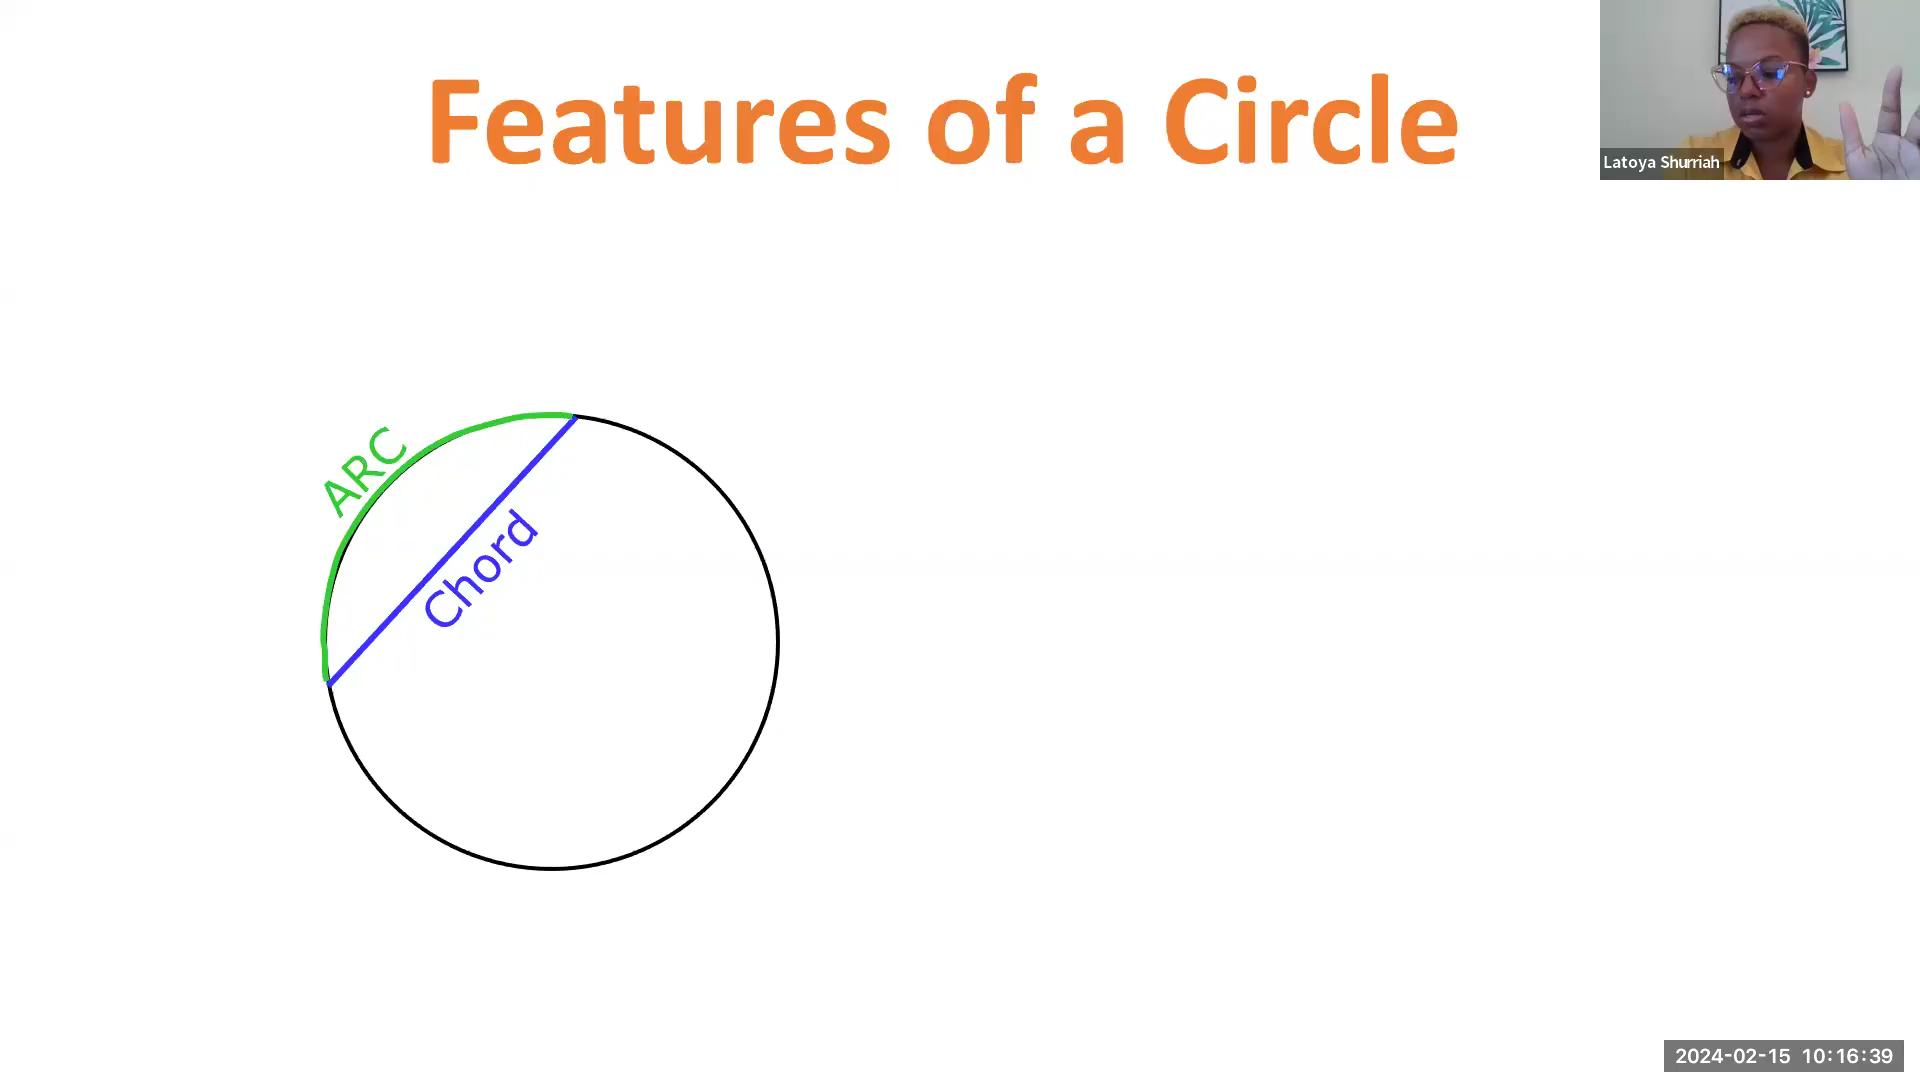 Features of a Circle
Latoya Shurriah
ARC
Chord
2024-02-15 10:16:39